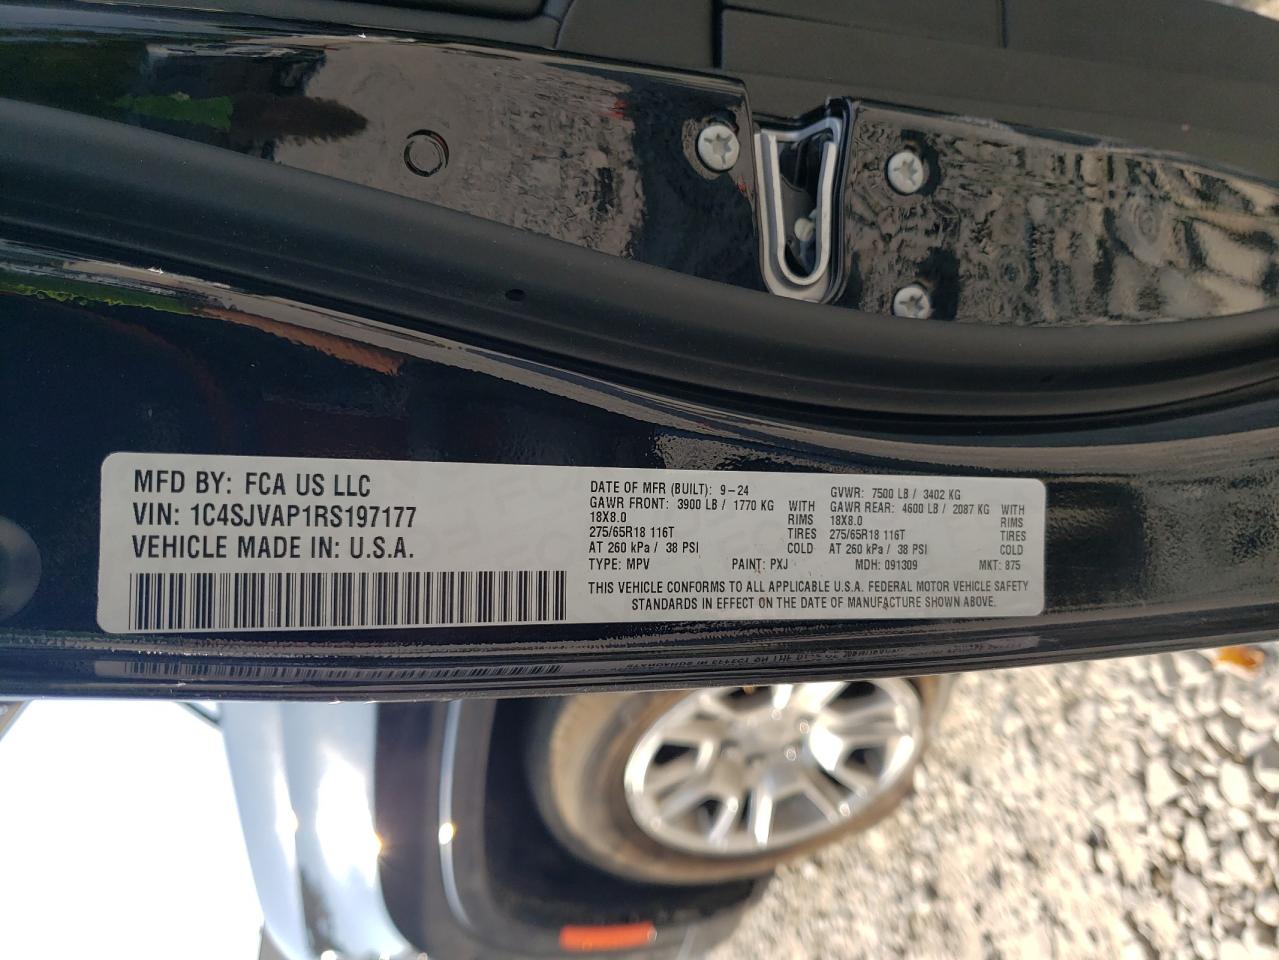 MFD BY: FCA US LLC
VIN: 1C4SJVAP1RS197177
VEHICLE MADE IN: U.S.A.
DATE OF MFR (BUILT): 9-24 GVWR: 7500 LB / 3402 KG
GAWR FRONT: 3900 LB / 1770 KG WITH GAWR REAR: 4600 LB / 2087 KG WITH
18X8.0 RIMS 18X8.0 RIMS
275/65R18 116T TIRES 275/65R18 116T TIRES
AT 260 kPa / 38 PSI COLD AT 260 kPa / 38 PSI COLD
TYPE: MPV PAINT: PXJ MDH: 091309 MKT: 875
THIS VEHICLE CONFORMS TO ALL APPLICABLE U.S.A. FEDERAL MOTOR VEHICLE SAFETY
STANDARDS IN EFFECT ON THE DATE OF MANUFACTURE SHOWN ABOVE.